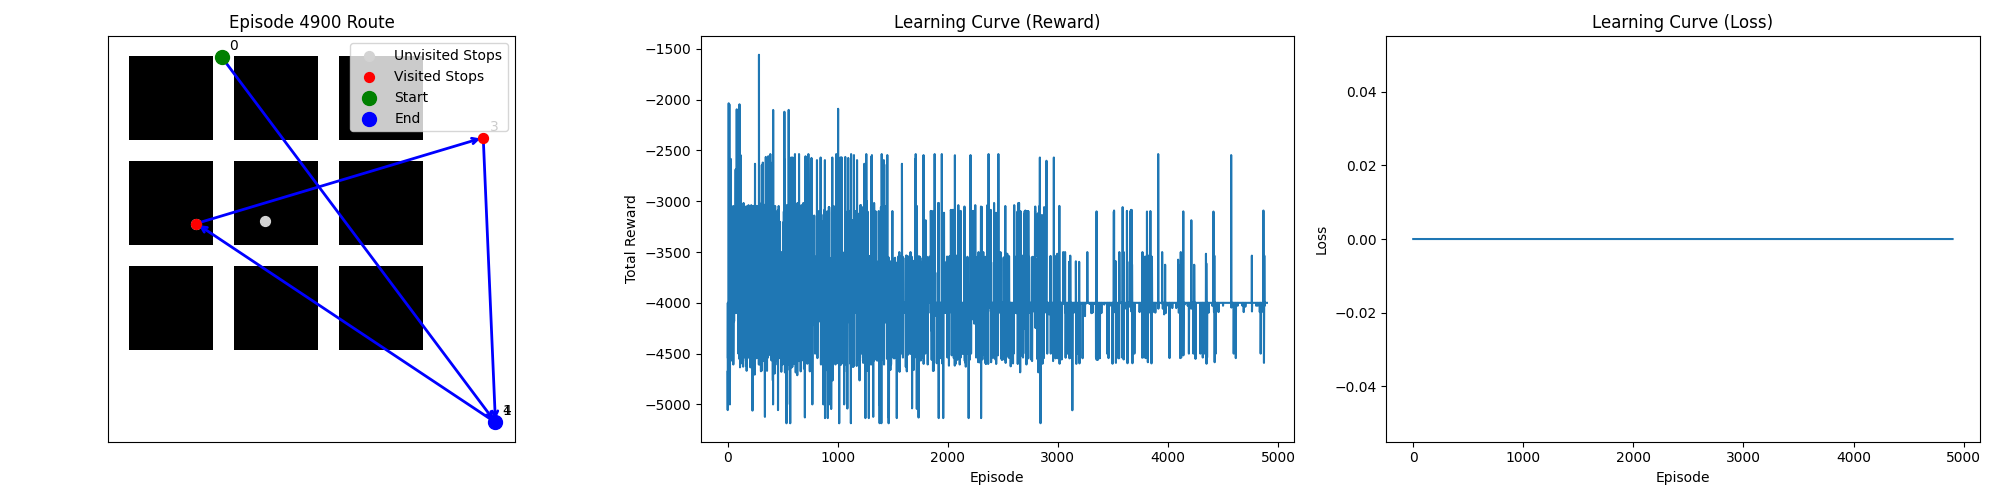 Episode 4900 Route
0
Unvisited Stops
Visited Stops
Start
End
3
Learning Curve (Reward)
−1500
−2000
−2500
−3000
−3500
−4000
−4500
−5000
Total Reward
0
1000
2000
3000
4000
5000
Episode
Learning Curve (Loss)
0.04
0.02
0.00
−0.02
−0.04
Loss
0
1000
2000
3000
4000
5000
Episode